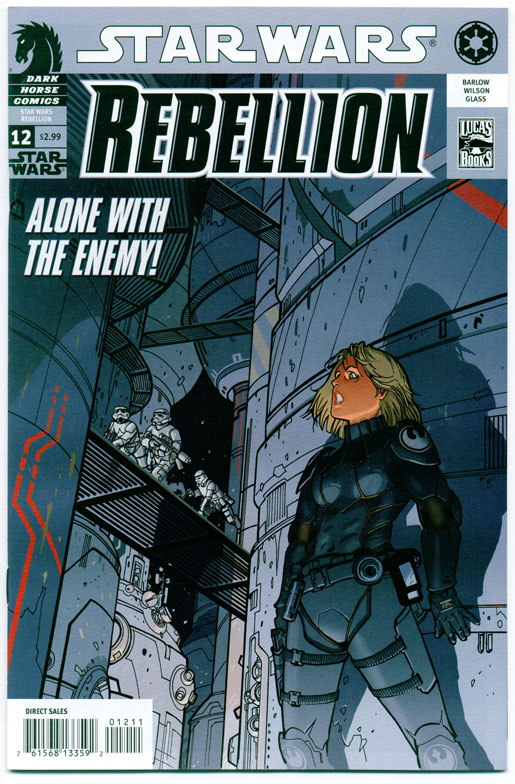 STAR WARS®
DARK
HORSE
COMICS
STAR WARS
REBELLION
12 $2.99
STAR
WARS
REBELLION
BARLOW
WILSON
GLASS
LUCAS
BOOKS
ALONE WITH
THE ENEMY!
DIRECT SALES
01211
7 61568 13359 2